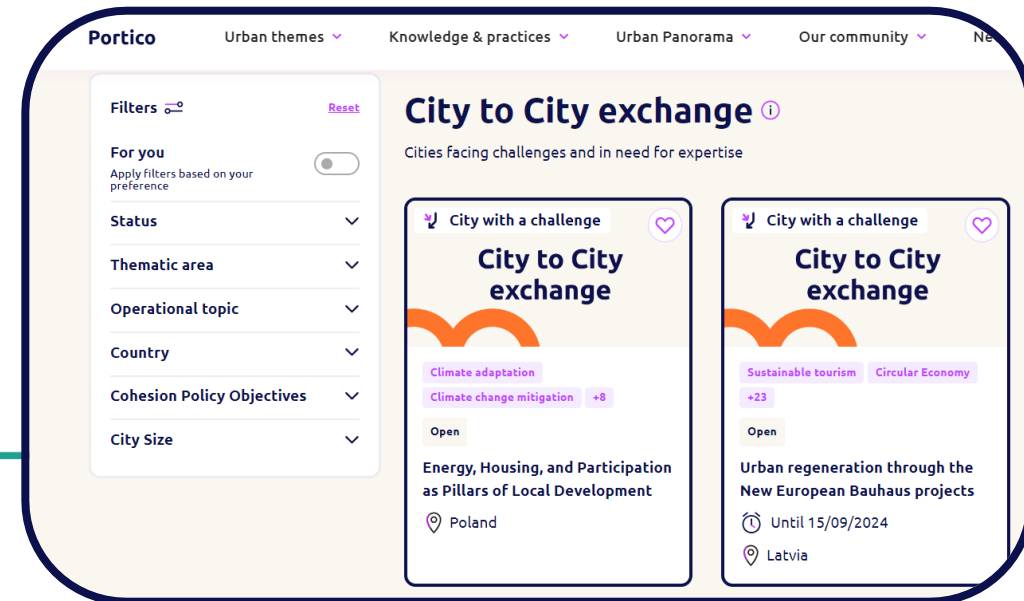 Portico
Urban themes
Knowledge & practices
Urban Panorama
Our community
Filters
Reset
For you
Apply filters based on your
preference
Status
Thematic area
Operational topic
Country
Cohesion Policy Objectives
City Size
City to City exchange
Cities facing challenges and in need for expertise
City with a challenge
City to City
exchange
Climate adaptation
Climate change mitigation +8
Open
Energy, Housing, and Participation
as Pillars of Local Development
Poland
City with a challenge
City to City
exchange
Sustainable tourism Circular Economy
+23
Open
Urban regeneration through the
New European Bauhaus projects
Until 15/09/2024
Latvia